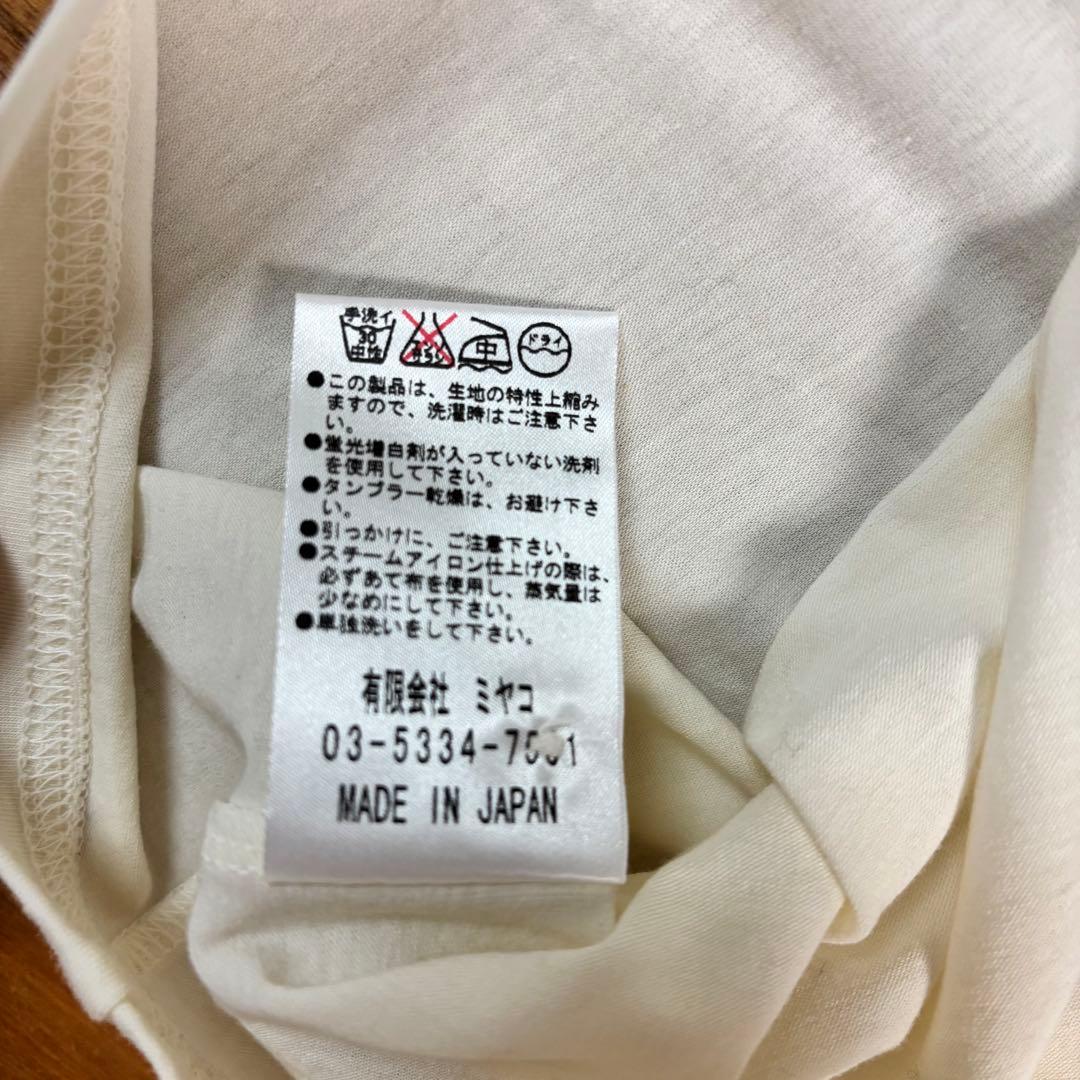 手洗イ
30
中性
エンソ
サラシ
中
ドライ
●この製品は、生地の特性上縮み
ますので、洗濯時はご注意下さ
い。
●蛍光増白剤が入っていない洗剤
を使用して下さい。
●タンブラー乾燥は、お避け下さ
い。
●引っかけに、ご注意下さい。
●スチームアイロン仕上げの際は、
必ずあて布を使用し、蒸気量は
少なめにして下さい。
●単独洗いをして下さい。
有限会社 ミヤコ
MADE IN JAPAN